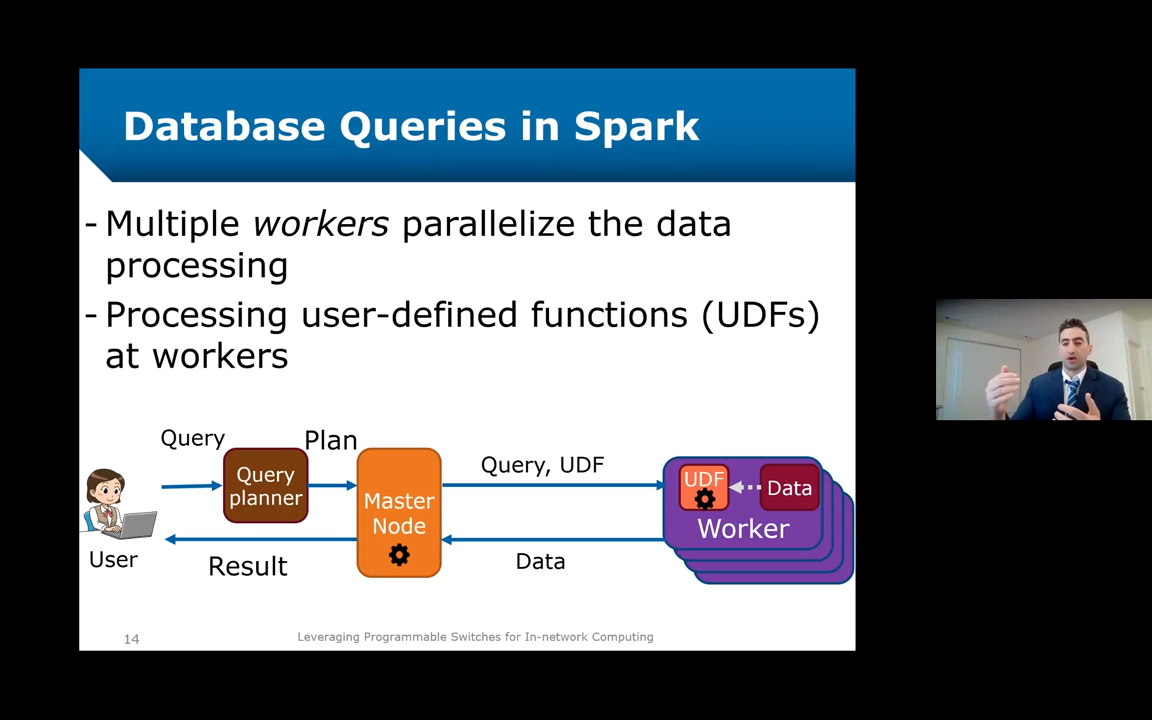 Database Queries in Spark
- Multiple workers parallelize the data
processing
- Processing user-defined functions (UDFs)
at workers
Query
Plan
Query
planner
Master
Node
Query, UDF
UDF
Data
Worker
User
Result
Data
14
Leveraging Programmable Switches for In-network Computing